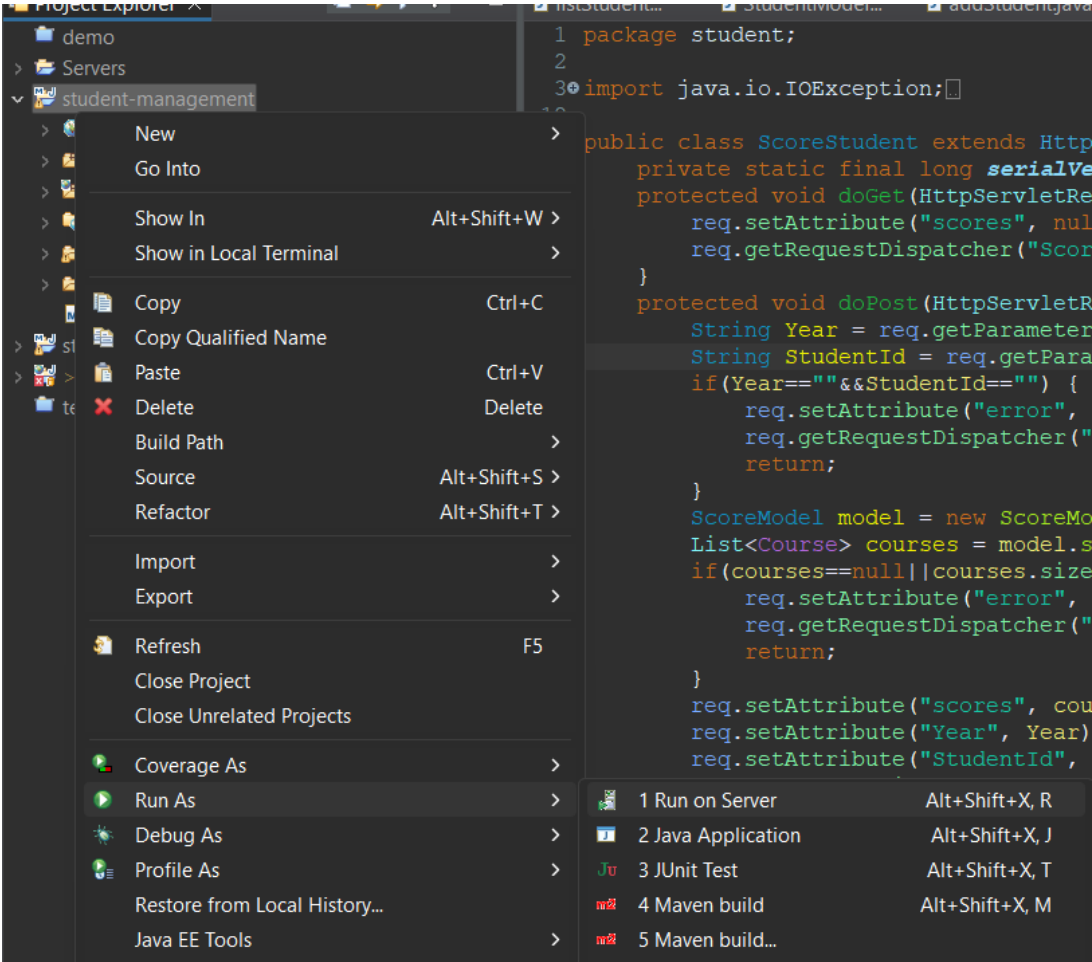 Project Explorer
listStudent...
StudentModel...
addStudent.java
demo
Servers
student-management
New
Go Into
Show In Alt+Shift+W
Show in Local Terminal
Copy Ctrl+C
Copy Qualified Name
Paste Ctrl+V
Delete Delete
Build Path
Source Alt+Shift+S
Refactor Alt+Shift+T
Import
Export
Refresh F5
Close Project
Close Unrelated Projects
Coverage As
Run As
Debug As
Profile As
Restore from Local History...
Java EE Tools
1 Run on Server Alt+Shift+X, R
2 Java Application Alt+Shift+X, J
3 JUnit Test Alt+Shift+X, T
4 Maven build Alt+Shift+X, M
5 Maven build...
1 package student;
2
3 import java.io.IOException;
public class ScoreStudent extends Http
private static final long serialVe
protected void doGet(HttpServletRe
req.setAttribute("scores", nul
req.getRequestDispatcher("Scor
}
protected void doPost(HttpServletR
String Year = req.getParameter
String StudentId = req.getPara
if(Year==""&&StudentId=="") {
req.setAttribute("error",
req.getRequestDispatcher("
return;
}
ScoreModel model = new ScoreMo
List<Course> courses = model.s
if(courses==null||courses.size
req.setAttribute("error",
req.getRequestDispatcher("
return;
}
req.setAttribute("scores", cou
req.setAttribute("Year", Year)
req.setAttribute("StudentId",